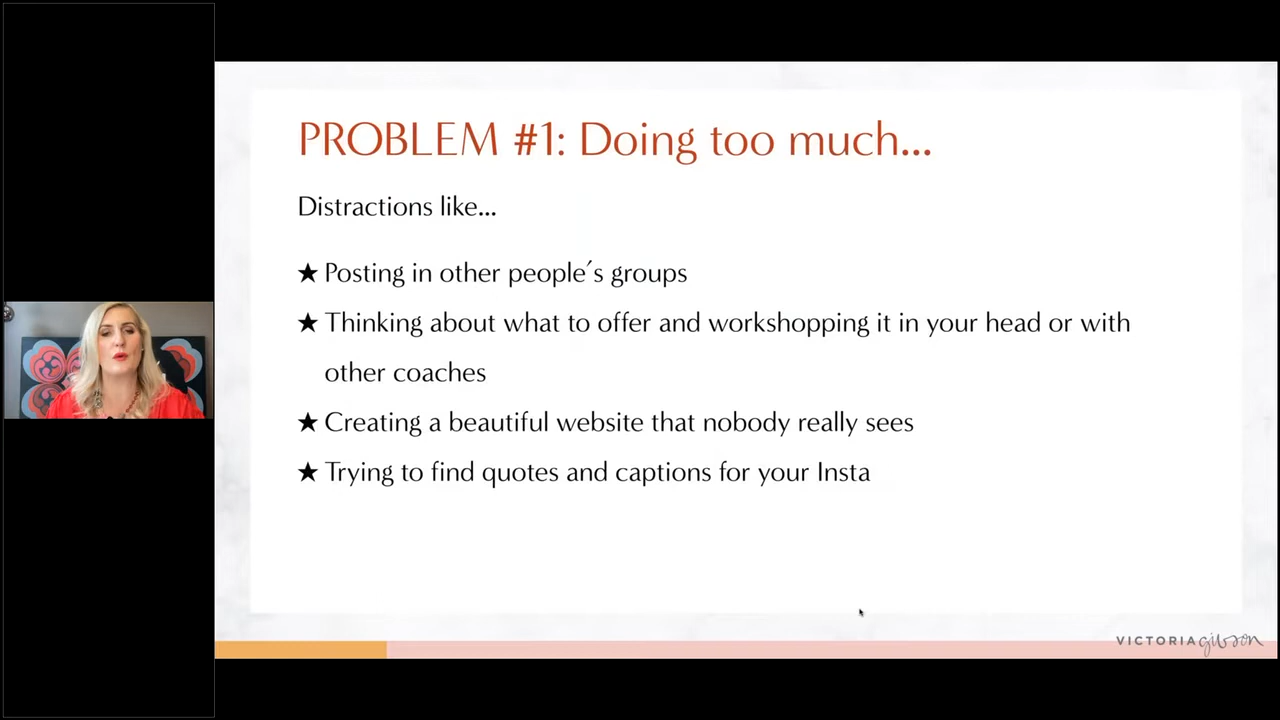 PROBLEM #1: Doing too much...
Distractions like...
★ Posting in other people´s groups
★ Thinking about what to offer and workshopping it in your head or with
other coaches
★ Creating a beautiful website that nobody really sees
★ Trying to find quotes and captions for your Insta
VICTORIA gibson